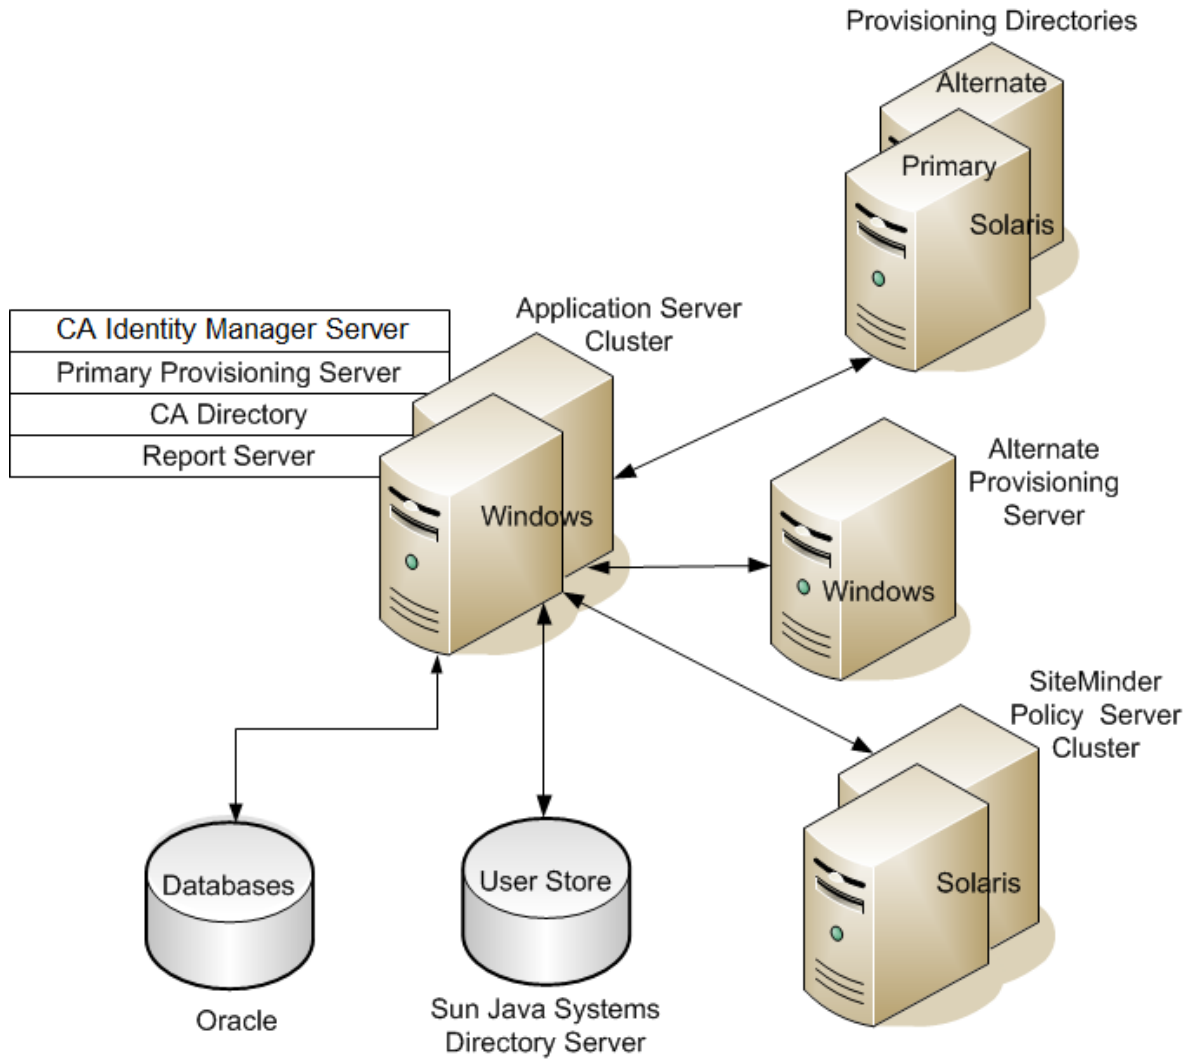 Provisioning Directories
Alternate
Primary
Solaris
Application Server
Cluster
CA Identity Manager Server
Primary Provisioning Server
CA Directory
Report Server
Windows
Alternate
Provisioning
Server
Windows
SiteMinder
Policy Server
Cluster
Solaris
Databases
Oracle
User Store
Sun Java Systems
Directory Server